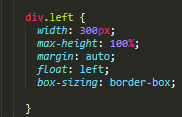 div.left {
width: 300px;
max-height: 100%;
margin: auto;
float: left;
box-sizing: border-box;
}